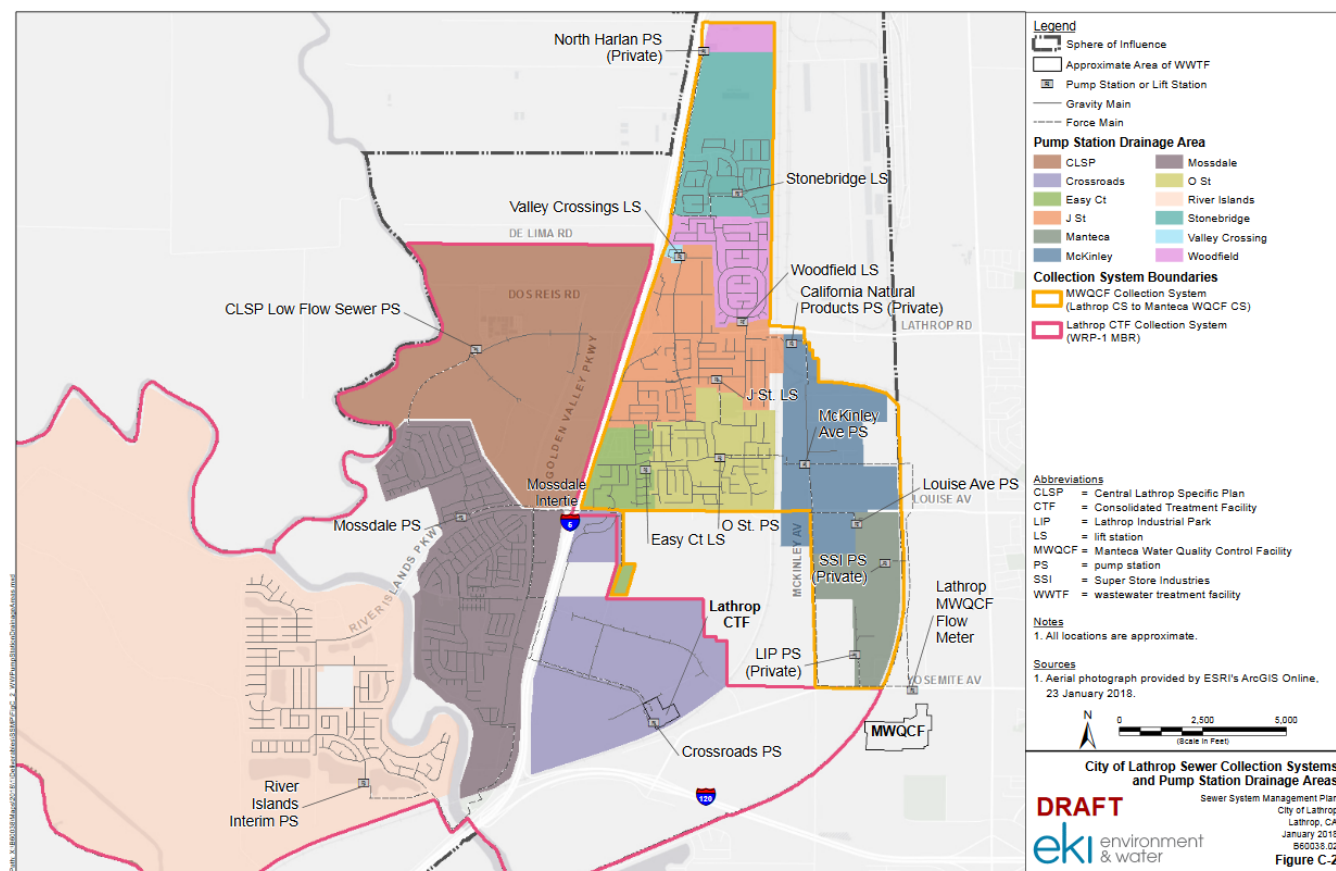 North Harlan PS
(Private)
Stonebridge LS
Valley Crossings LS
DE LIMA RD
Woodfield LS
DOS REIS RD
California Natural
Products PS (Private)
CLSP Low Flow Sewer PS
LATHROP RD
GOLDEN VALLEY PKWY
J St. LS
McKinley
Ave PS
Mossdale
Intertie
Louise Ave PS
LOUISE AV
Mossdale PS
5
O St. PS
Easy Ct LS
RIVER ISLANDS PKWY
MCKINLEY AV
SSI PS
(Private)
Lathrop
CTF
Lathrop
MWQCF
Flow
Meter
LIP PS
(Private)
YOSEMITE AV
MWQCF
Crossroads PS
River
Islands
Interim PS
120
Legend
Sphere of Influence
Approximate Area of WWTF
Pump Station or Lift Station
Gravity Main
Force Main
Pump Station Drainage Area
CLSP
Mossdale
Crossroads
O St
Easy Ct
River Islands
J St
Stonebridge
Manteca
Valley Crossing
McKinley
Woodfield
Collection System Boundaries
MWQCF Collection System
(Lathrop CS to Manteca WQCF CS)
Lathrop CTF Collection System
(WRP-1 MBR)
Abbreviations
CLSP = Central Lathrop Specific Plan
CTF = Consolidated Treatment Facility
LIP = Lathrop Industrial Park
LS = lift station
MWQCF = Manteca Water Quality Control Facility
PS = pump station
SSI = Super Store Industries
WWTF = wastewater treatment facility
Notes
1. All locations are approximate.
Sources
1. Aerial photograph provided by ESRI's ArcGIS Online,
23 January 2018.
N
0 2,500 5,000
(Scale in Feet)
City of Lathrop Sewer Collection Systems
and Pump Station Drainage Areas
DRAFT
Sewer System Management Plan
City of Lathrop
Lathrop, CA
January 2018
B60038.02
Figure C-2
eki environment
& water